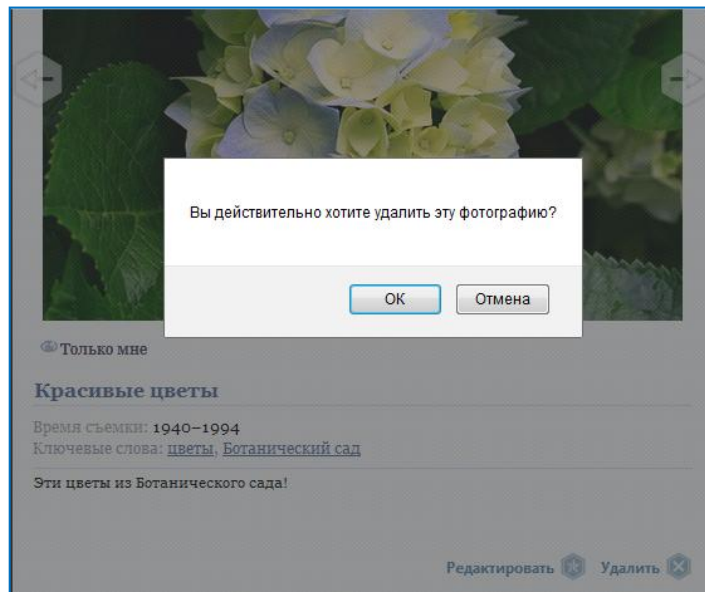 Вы действительно хотите удалить эту фотографию?
ОК Отмена
Только мне
Красивые цветы
Время съемки: 1940–1994
Ключевые слова: цветы, Ботанический сад
Эти цветы из Ботанического сада!
Редактировать Удалить